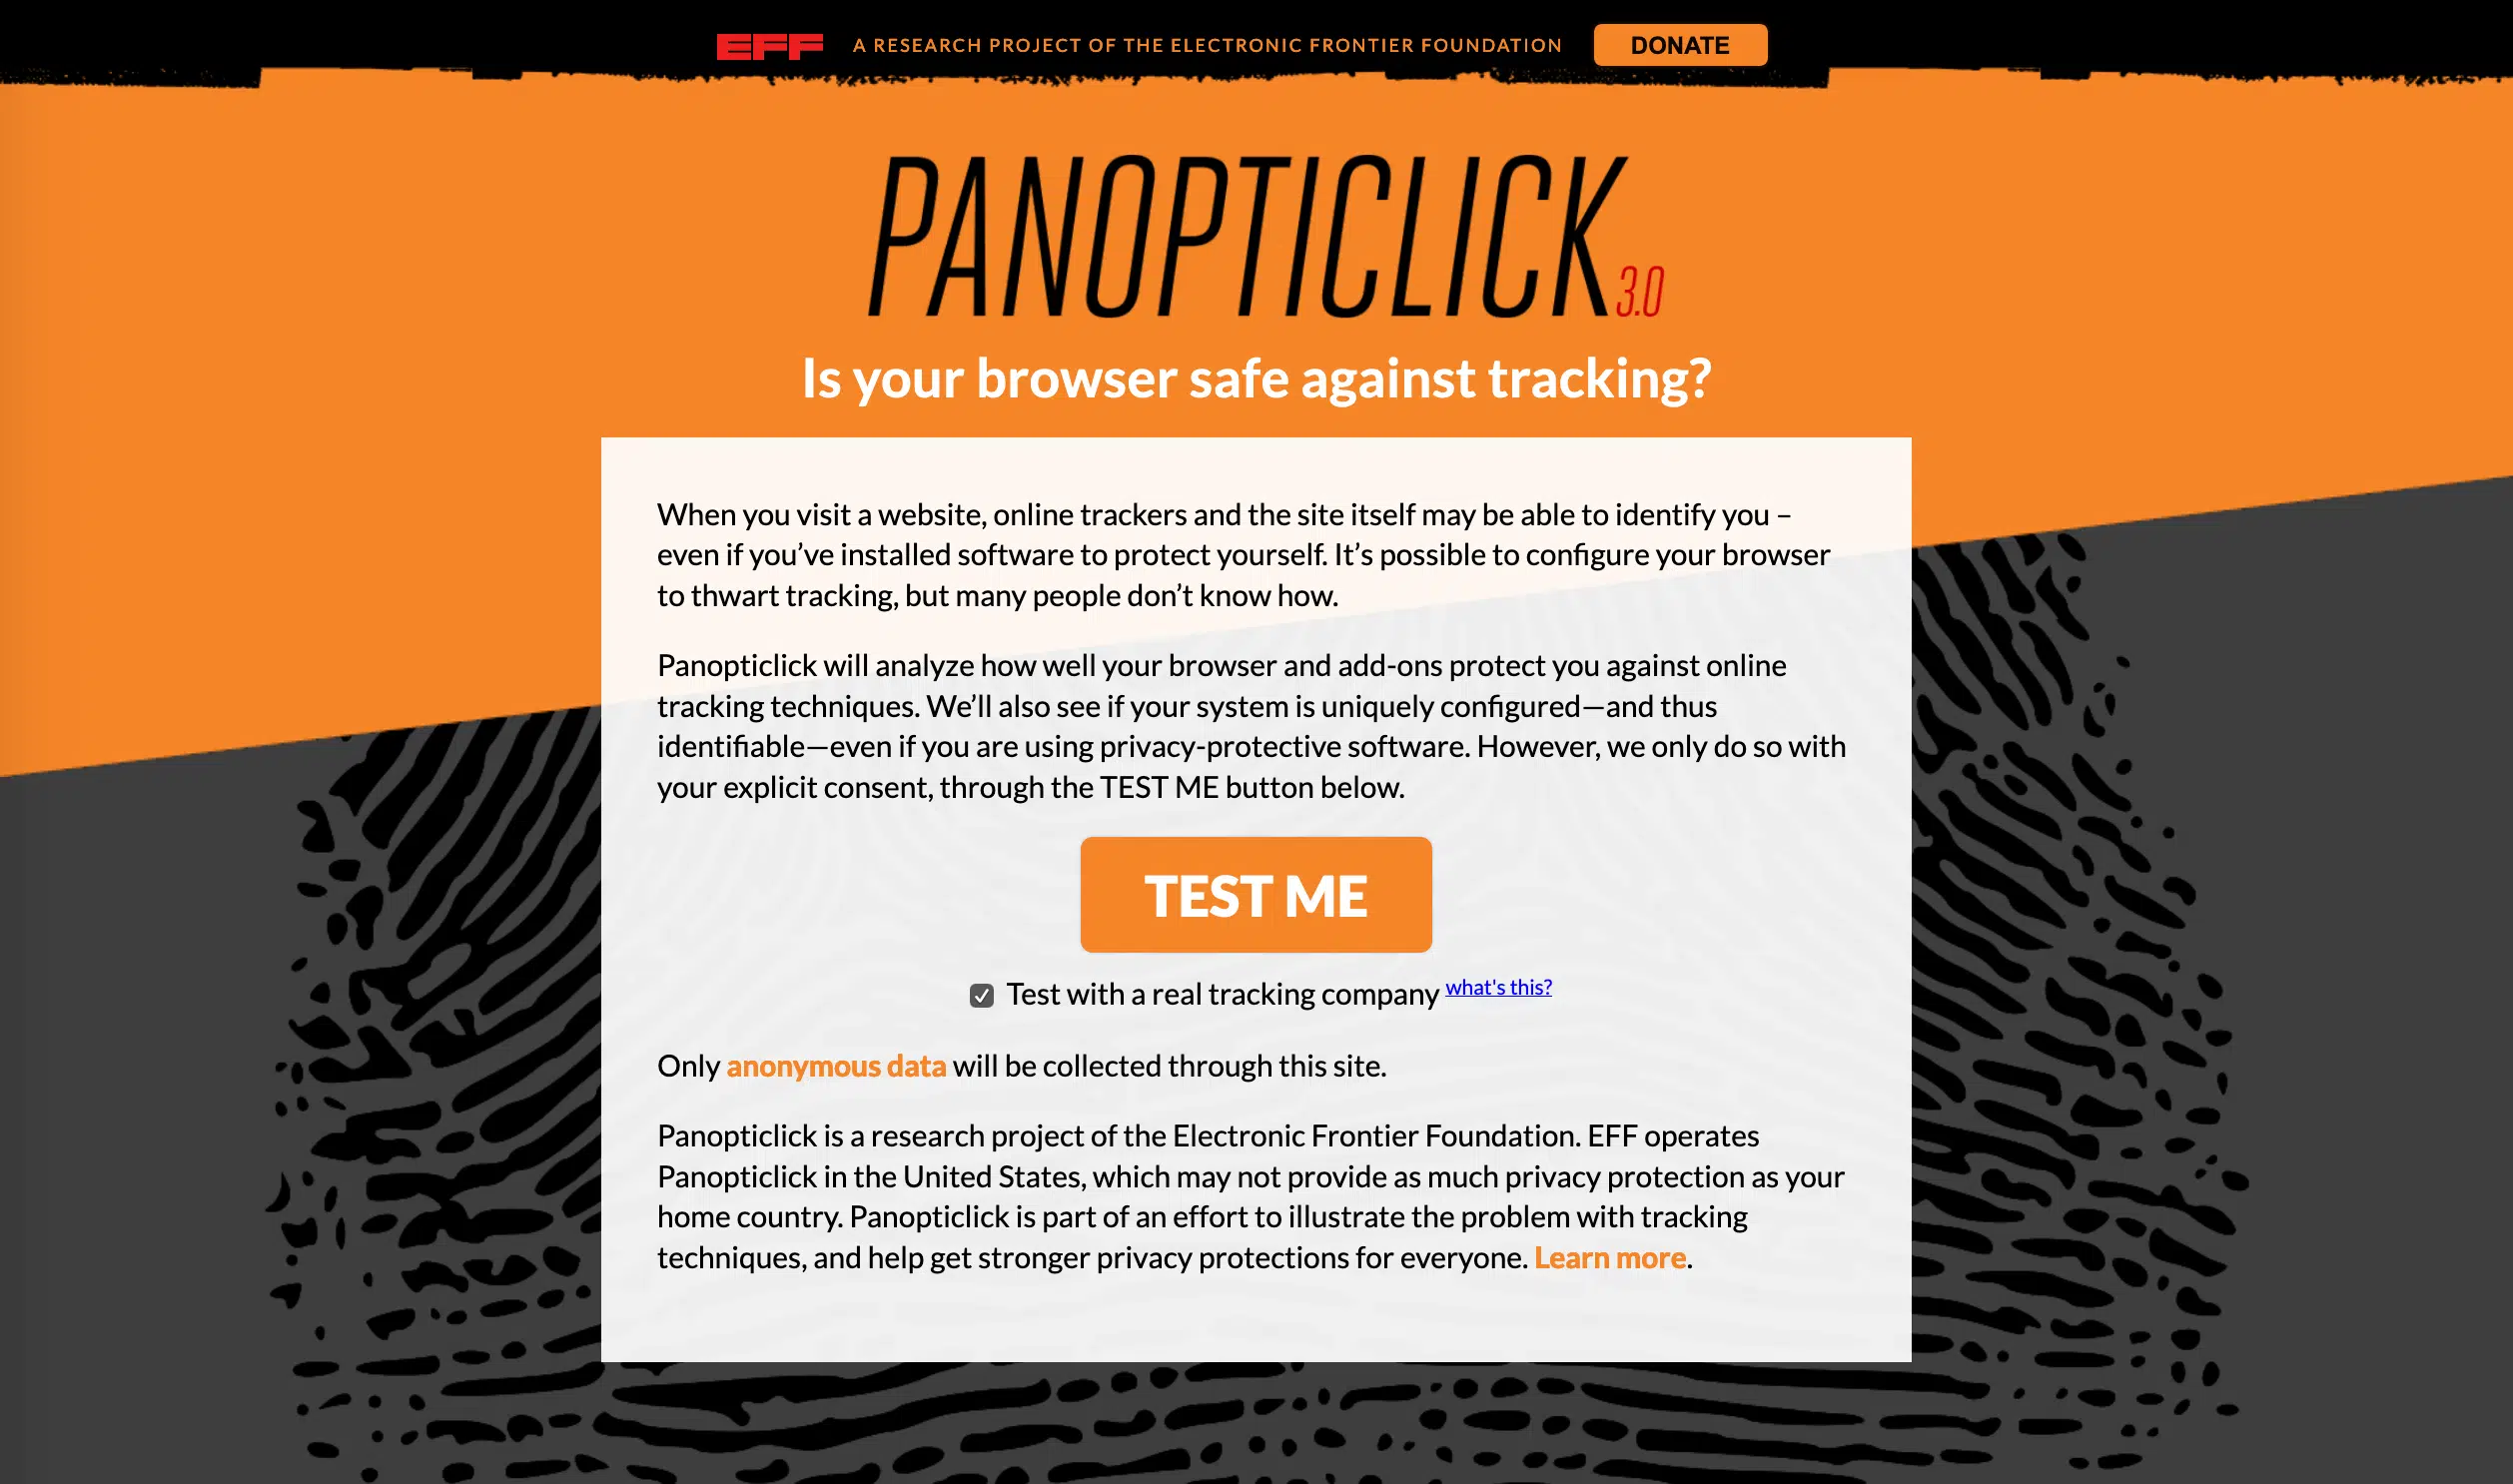 EFF A RESEARCH PROJECT OF THE ELECTRONIC FRONTIER FOUNDATION DONATE
PANOPTICLICK 3.0
Is your browser safe against tracking?
When you visit a website, online trackers and the site itself may be able to identify you –
even if you’ve installed software to protect yourself. It’s possible to configure your browser
to thwart tracking, but many people don’t know how.
Panopticlick will analyze how well your browser and add-ons protect you against online
tracking techniques. We’ll also see if your system is uniquely configured—and thus
identifiable—even if you are using privacy-protective software. However, we only do so with
your explicit consent, through the TEST ME button below.
TEST ME
Test with a real tracking company what's this?
Only anonymous data will be collected through this site.
Panopticlick is a research project of the Electronic Frontier Foundation. EFF operates
Panopticlick in the United States, which may not provide as much privacy protection as your
home country. Panopticlick is part of an effort to illustrate the problem with tracking
techniques, and help get stronger privacy protections for everyone. Learn more.